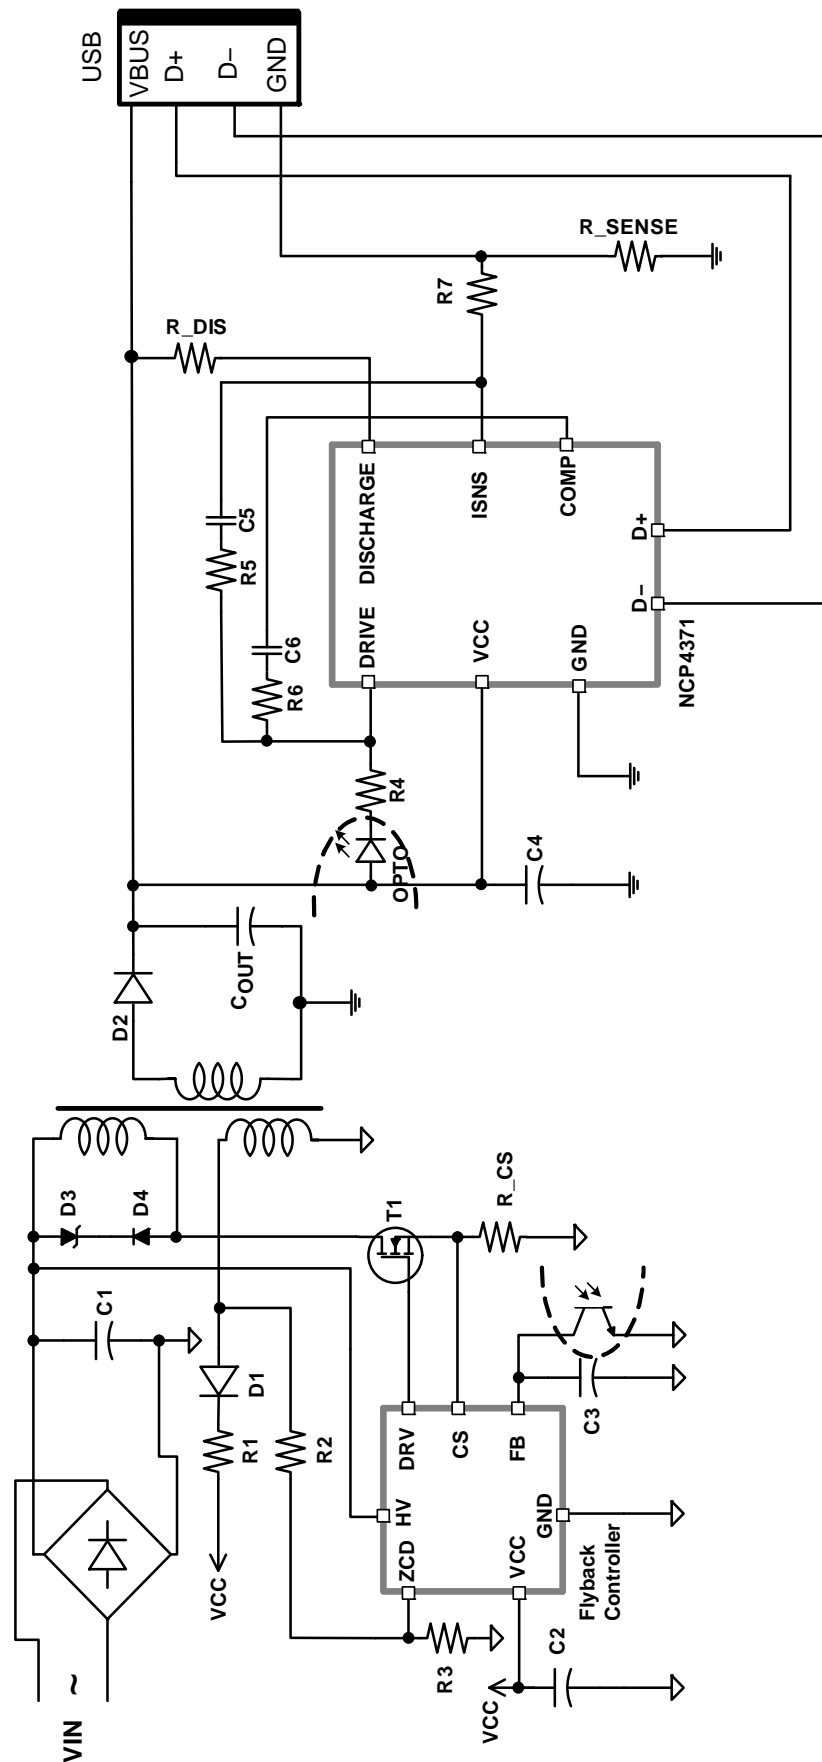 USB
VBUS
D+
D−
GND
R_SENSE
R7
R_DIS
C5
R5
C6
R6
DISCHARGE
ISNS
COMP
DRIVE
VCC
GND
D+
D−
NCP4371
R4
OPTO
C4
D2
COUT
D3
D4
T1
R_CS
C1
D1
R1
R2
VCC
C3
DRV
CS
FB
HV
GND
ZCD
VCC
Flyback
Controller
R3
VCC
C2
VIN ~